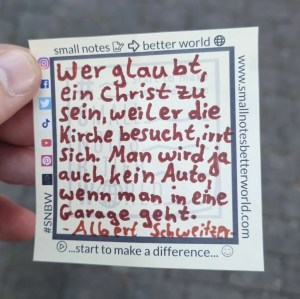 small notes → better world
Wer glaubt,
ein Christ zu
sein, weil er die
Kirche besucht, irrt
sich. Man wird ja
auch kein Auto,
wenn man in eine
Garage geht.
- Albert Schweitzer -
...start to make a difference...
www.smallnotesbetterworld.com
#SNBW